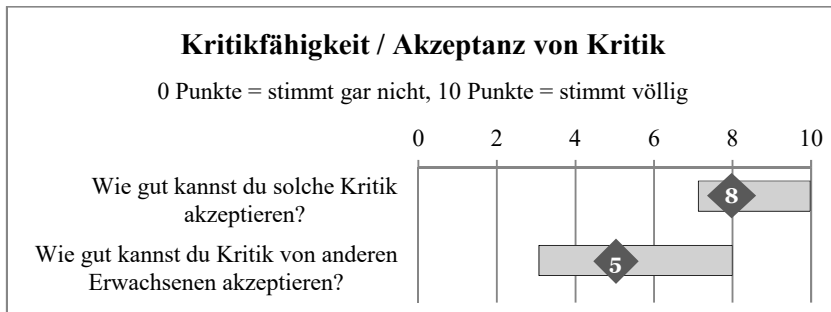 Kritikfähigkeit / Akzeptanz von Kritik
0 Punkte = stimmt gar nicht, 10 Punkte = stimmt völlig
0 2 4 6 8 10
Wie gut kannst du solche Kritik
akzeptieren?
8
Wie gut kannst du Kritik von anderen
Erwachsenen akzeptieren?
5